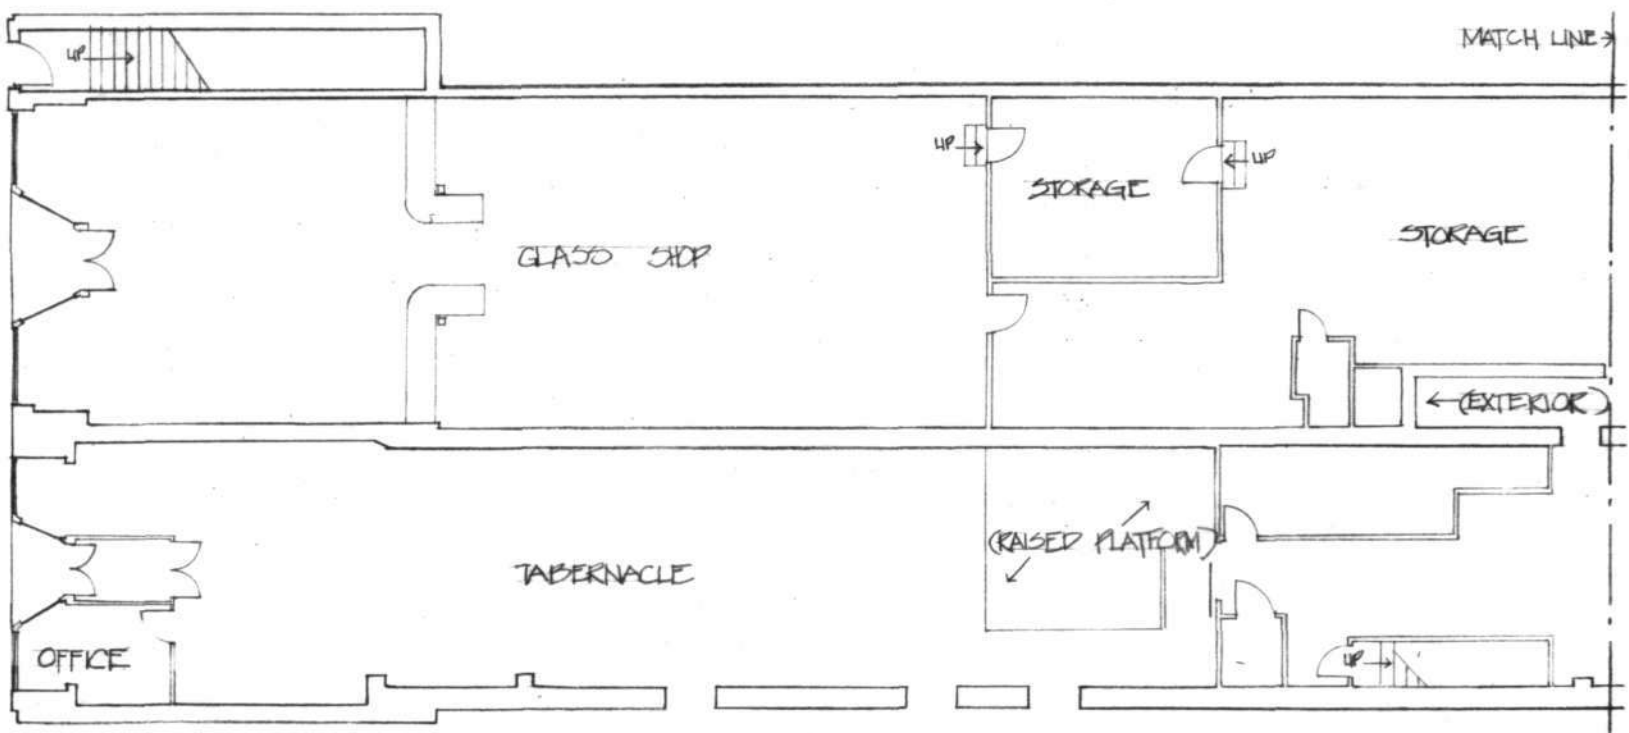 MATCH LINE
UP
UP
UP
STORAGE
STORAGE
GLASS SHOP
(EXTERIOR)
(RAISED PLATFORM)
TABERNACLE
OFFICE
UP